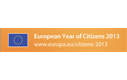 European Year of Citizens 2013
www.europa.eu/citizens-2013